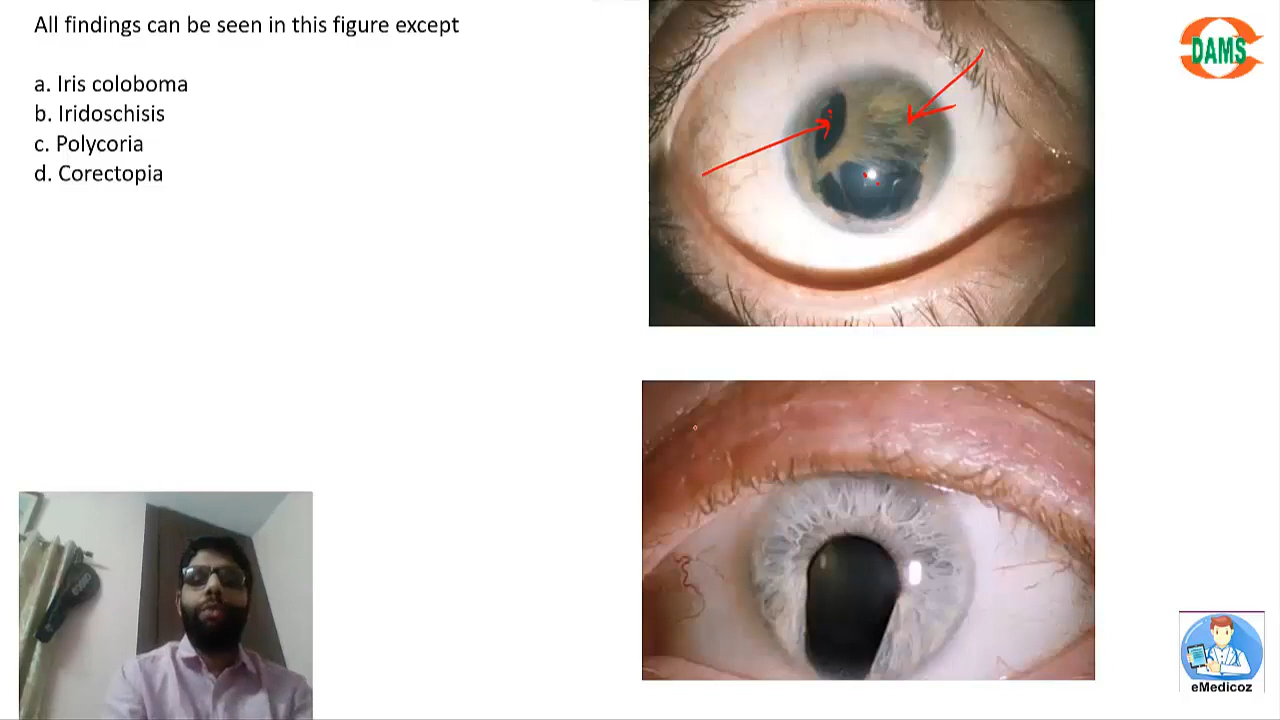 All findings can be seen in this figure except
a. Iris coloboma
b. Iridoschisis
c. Polycoria
d. Corectopia
DAMS
eMedicoz